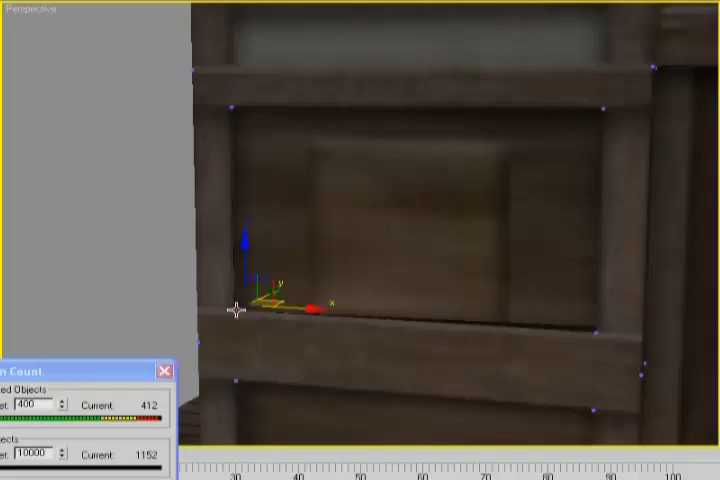 Perspective
y
x
n Count
ed Objects
et: 400 Current: 412
jects
et: 10000 Current: 1152
30 40 50 60 70 80 90 100